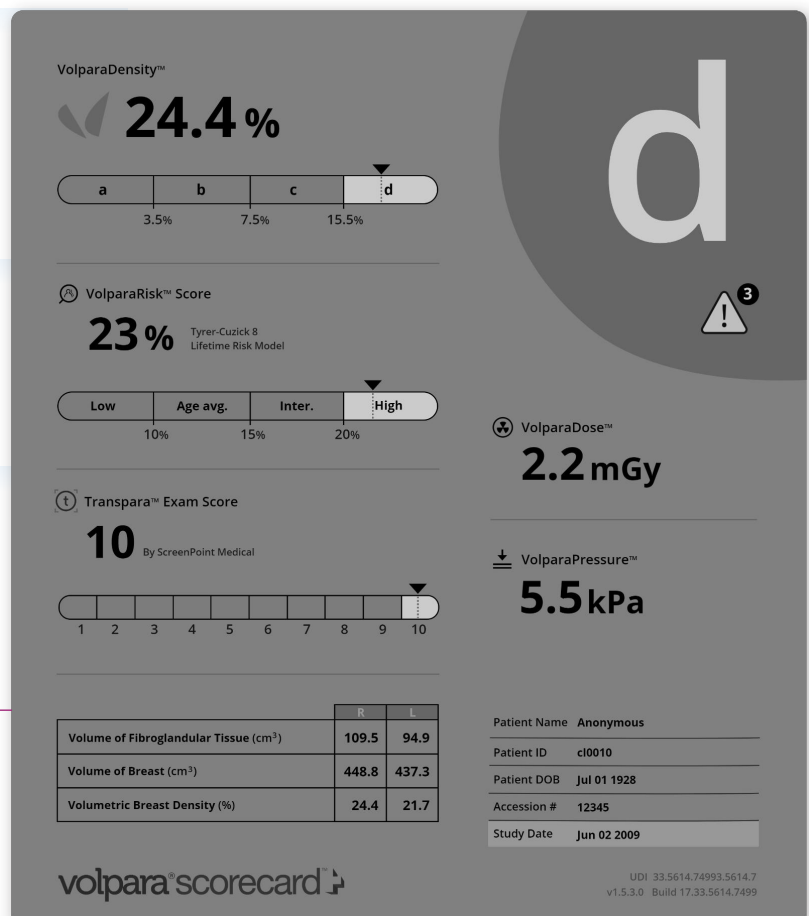 VolparaDensity™
24.4%
a b c d
3.5% 7.5% 15.5%
VolparaRisk™ Score
23%
Tyrer-Cuzick 8
Lifetime Risk Model
Low Age avg. Inter. High
10% 15% 20%
t Transpara™ Exam Score
10 By ScreenPoint Medical
1 2 3 4 5 6 7 8 9 10
d
! 3
VolparaDose™
2.2 mGy
VolparaPressure™
5.5 kPa
R L
Volume of Fibroglandular Tissue (cm³) 109.5 94.9
Volume of Breast (cm³) 448.8 437.3
Volumetric Breast Density (%) 24.4 21.7
Patient Name Anonymous
Patient ID cl0010
Patient DOB Jul 01 1928
Accession # 12345
Study Date Jun 02 2009
volpara® scorecard™
UDI 33.5614.74993.5614.7
v1.5.3.0 Build 17.33.5614.7499